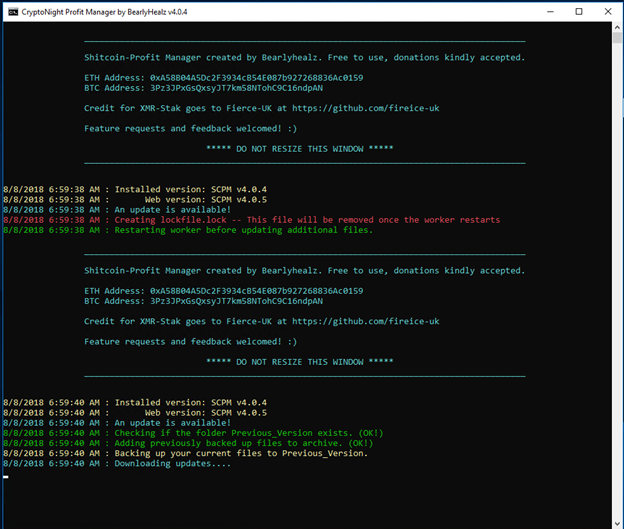 CryptoNight Profit Manager by BearlyHealz v4.0.4
Shitcoin-Profit Manager created by Bearlyhealz. Free to use, donations kindly accepted.
ETH Address: 0xA58B04A5Dc2F3934cB54E087b927268836Ac0159
BTC Address: 3Pz3JPxGsQxsyJT7km58NTohC9C16ndpAN
Credit for XMR-Stak goes to Fierce-UK at https://github.com/fireice-uk
Feature requests and feedback welcomed! :)
***** DO NOT RESIZE THIS WINDOW *****
8/8/2018 6:59:38 AM : Installed version: SCPM v4.0.4
8/8/2018 6:59:38 AM : Web version: SCPM v4.0.5
8/8/2018 6:59:38 AM : An update is available!
8/8/2018 6:59:38 AM : Creating lockfile.lock -- This file will be removed once the worker restarts
8/8/2018 6:59:38 AM : Restarting worker before updating additional files.
Shitcoin-Profit Manager created by Bearlyhealz. Free to use, donations kindly accepted.
ETH Address: 0xA58B04A5Dc2F3934cB54E087b927268836Ac0159
BTC Address: 3Pz3JPxGsQxsyJT7km58NTohC9C16ndpAN
Credit for XMR-Stak goes to Fierce-UK at https://github.com/fireice-uk
Feature requests and feedback welcomed! :)
***** DO NOT RESIZE THIS WINDOW *****
8/8/2018 6:59:40 AM : Installed version: SCPM v4.0.4
8/8/2018 6:59:40 AM : Web version: SCPM v4.0.5
8/8/2018 6:59:40 AM : An update is available!
8/8/2018 6:59:40 AM : Checking if the folder Previous_Version exists. (OK!)
8/8/2018 6:59:40 AM : Adding previously backed up files to archive. (OK!)
8/8/2018 6:59:40 AM : Backing up your current files to Previous_Version.
8/8/2018 6:59:40 AM : Downloading updates....